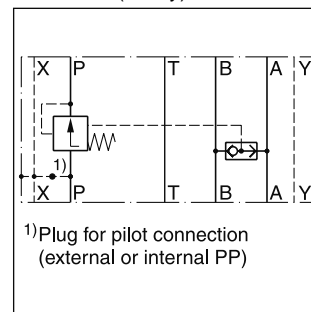 X P T B A Y
1)
X P T B A Y
1)Plug for pilot connection
(external or internal PP)